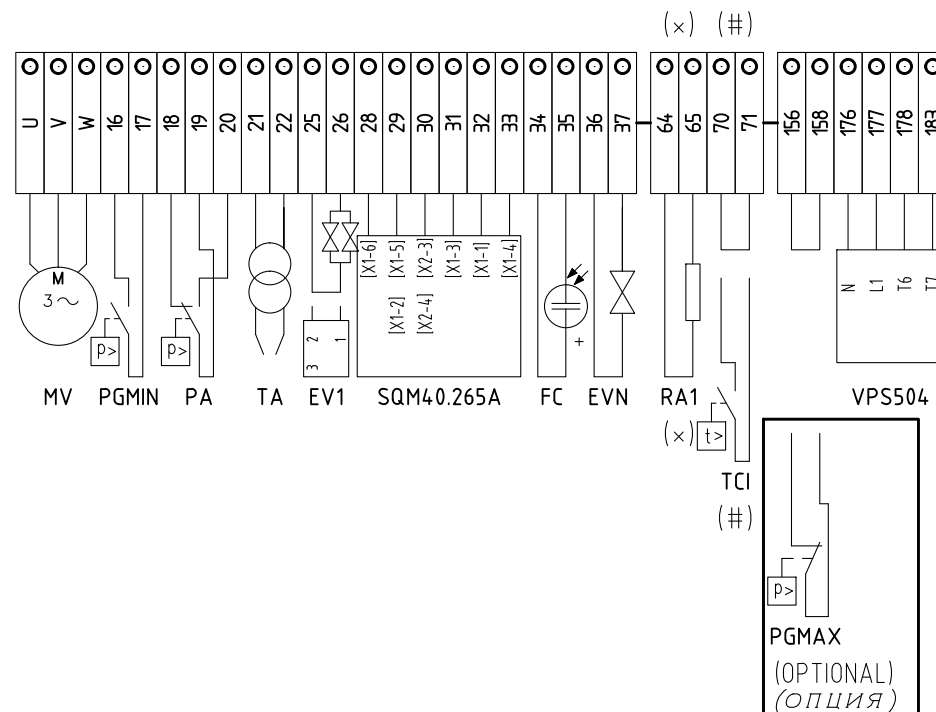 (×) (#)
U V W 16 17 18 19 20 21 22 25 26 28 29 30 31 32 33 34 35 36 37 64 65 70 71 156 158 176 177 178 183
[X1-6] [X1-5] [X2-3] [X1-3] [X1-1] [X1-4]
M
3~
N L1 T6 T7
[X1-2] [X2-4]
2 1
3
p> p>
+
MV PGMIN PA TA EV1 SQM40.265A FC EVN RA1 VPS504
(×) t>
TCI
(#)
p>
PGMAX
(OPTIONAL)
(ОПЦИЯ)